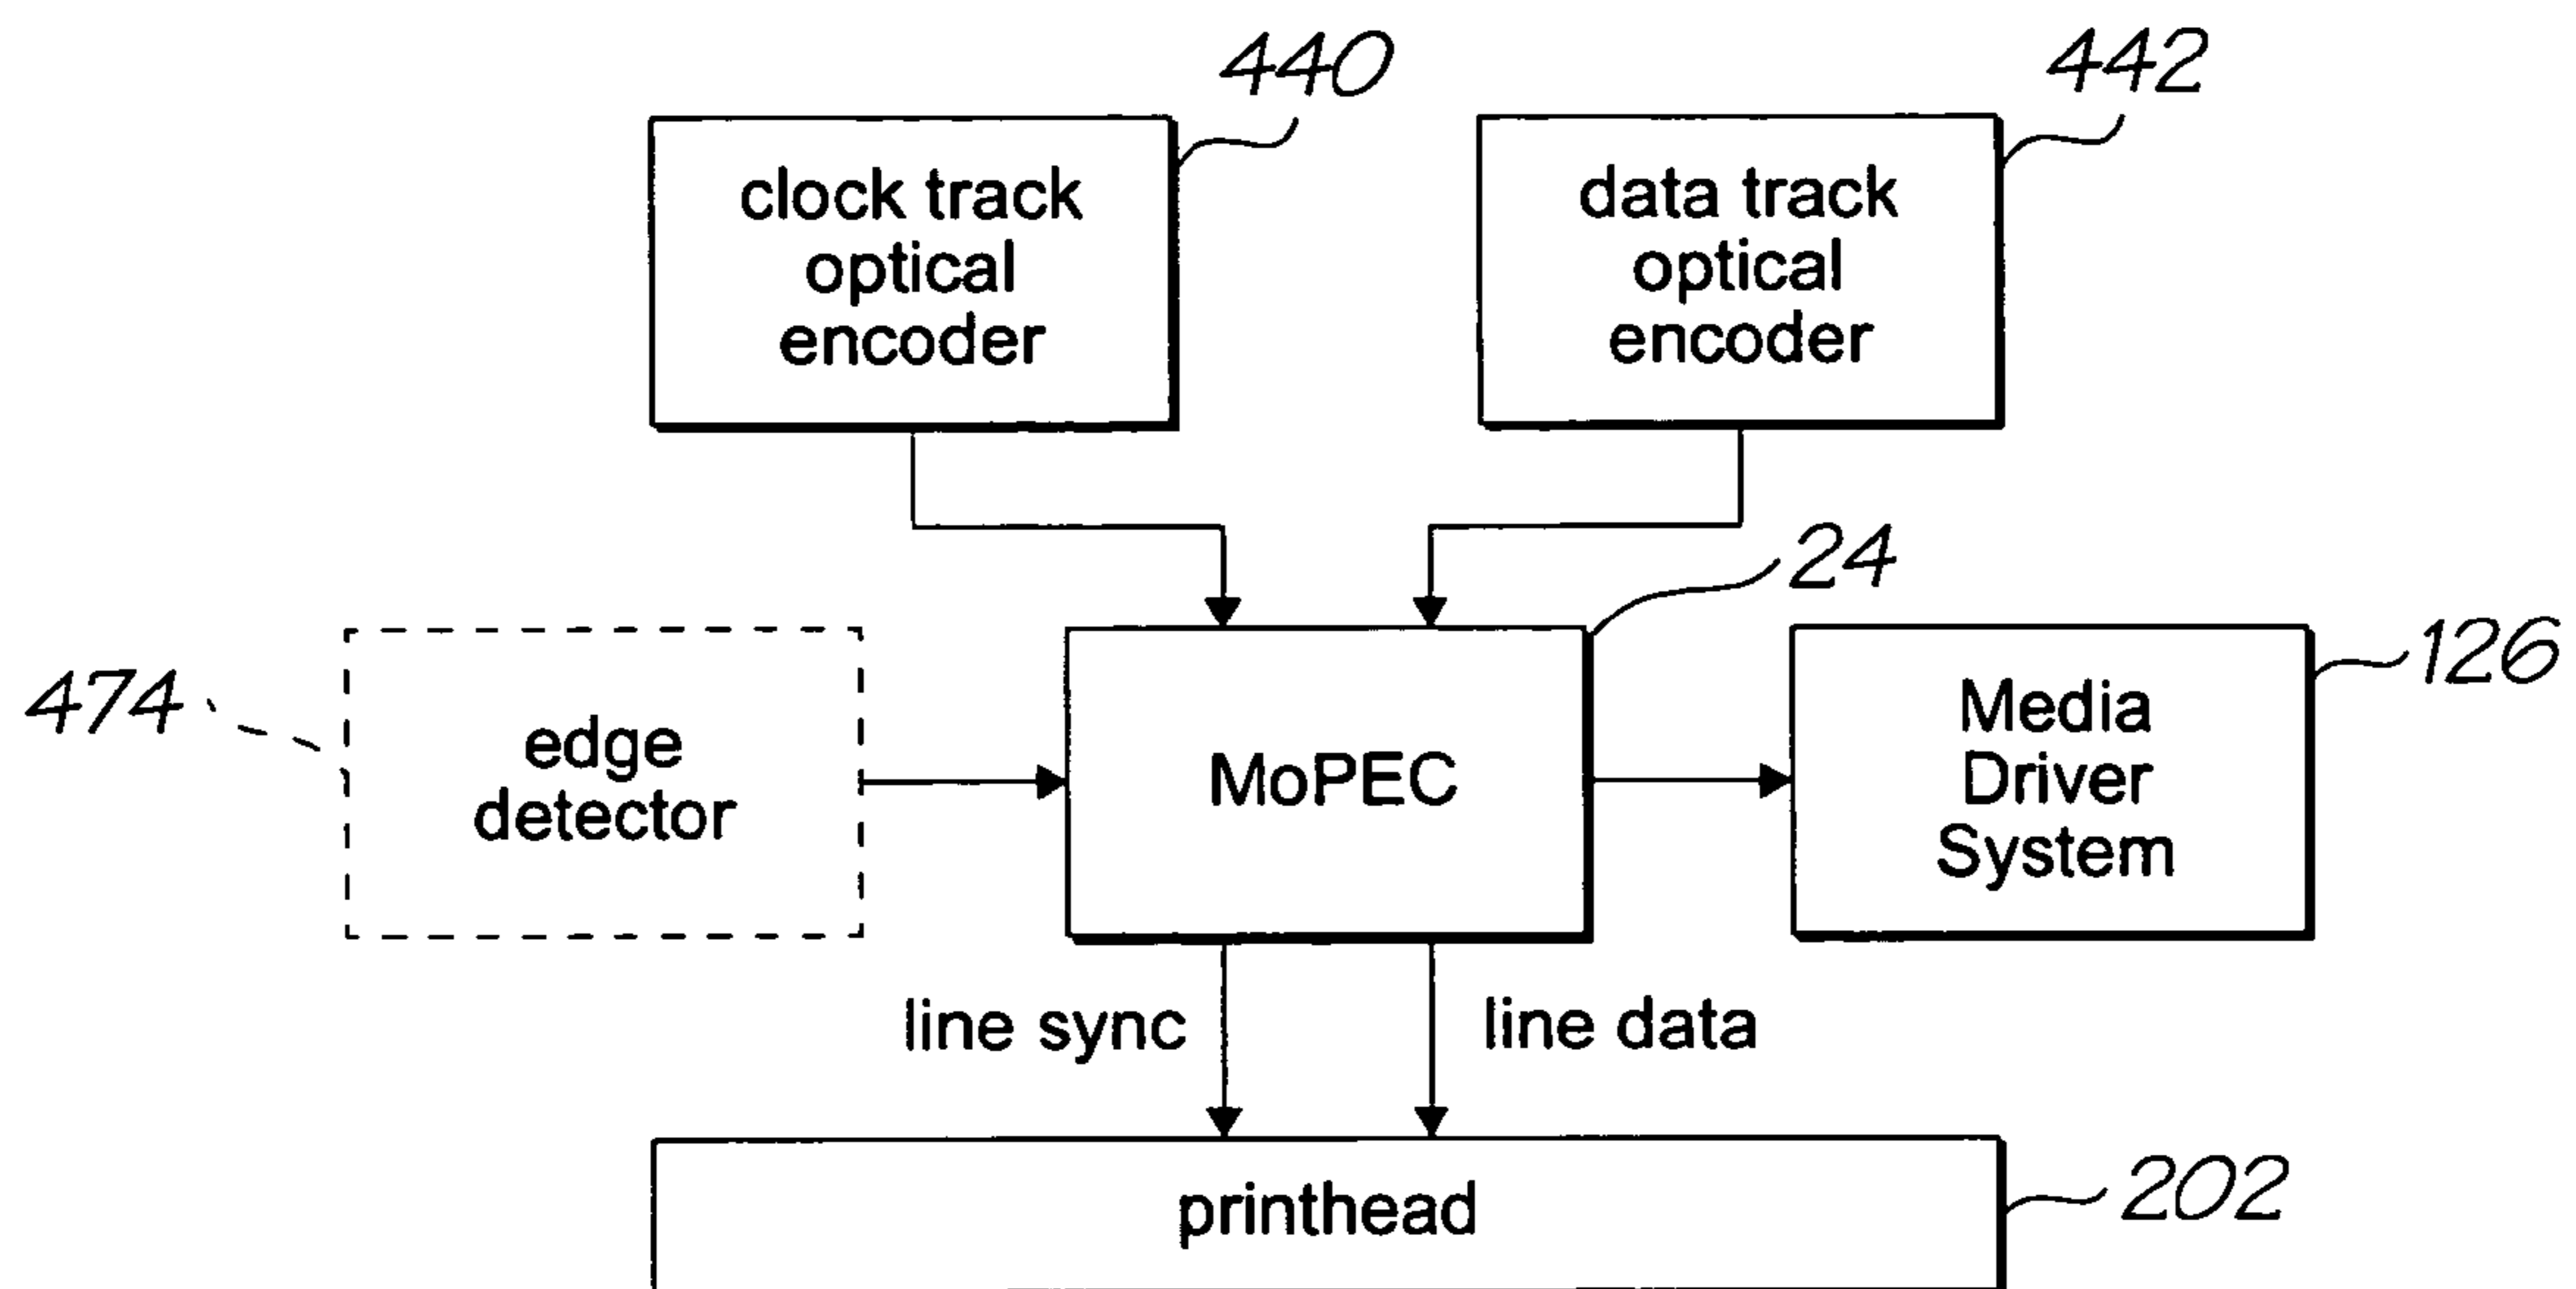 440
442
clock track
optical
encoder
data track
optical
encoder
24
474
edge
detector
MoPEC
126
Media
Driver
System
line sync
line data
printhead
202